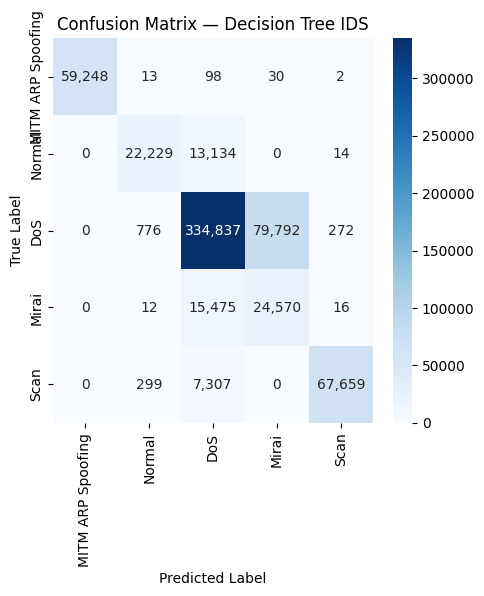 Confusion Matrix — Decision Tree IDS
True Label
MITM ARP Spoofing 59,248 13 98 30 2
Normal 0 22,229 13,134 0 14
DoS 0 776 334,837 79,792 272
Mirai 0 12 15,475 24,570 16
Scan 0 299 7,307 0 67,659
MITM ARP Spoofing Normal DoS Mirai Scan
Predicted Label
300000
250000
200000
150000
100000
50000
0